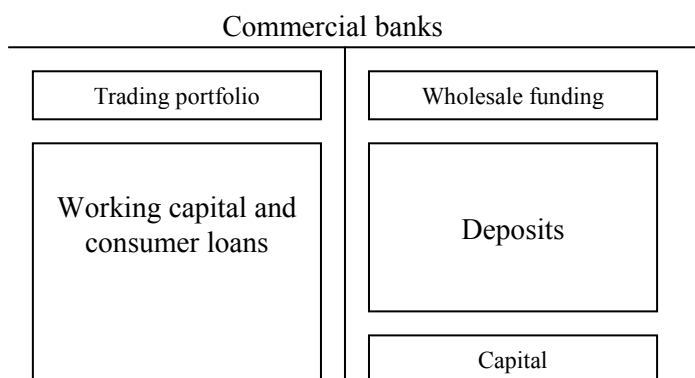 Commercial banks
Trading portfolio
Wholesale funding
Working capital and
consumer loans
Deposits
Capital